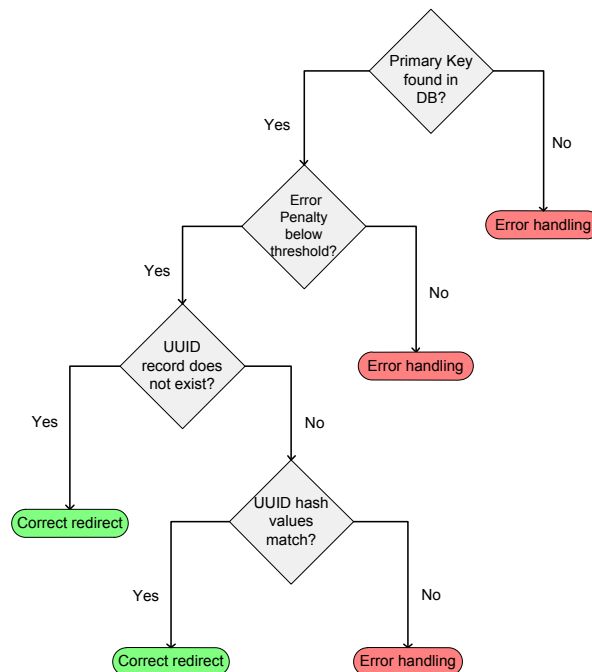 Primary Key
found in
DB?
Yes
No
Error handling
Error
Penalty
below
threshold?
Yes
No
Error handling
UUID
record does
not exist?
Yes
No
Correct redirect
UUID hash
values
match?
Yes
No
Correct redirect
Error handling